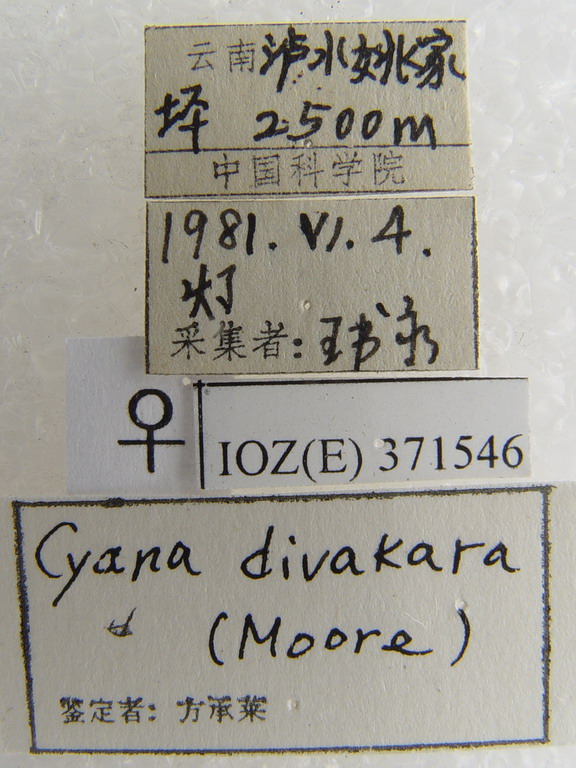 云南泸水姚家
坪 2500m
中国科学院
1981. VI. 4.
灯
采集者：王书永
♀
IOZ(E) 371546
Cyana divakara
(Moore)
鉴定者：方承莱